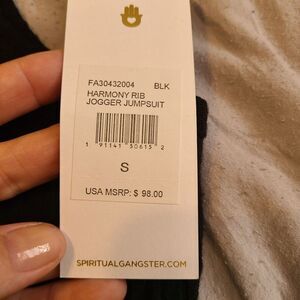 FA30432004 BLK
HARMONY RIB
JOGGER JUMPSUIT
1 91141 50615 2
S
USA MSRP: $ 98.00
SPIRITUALGANGSTER.COM